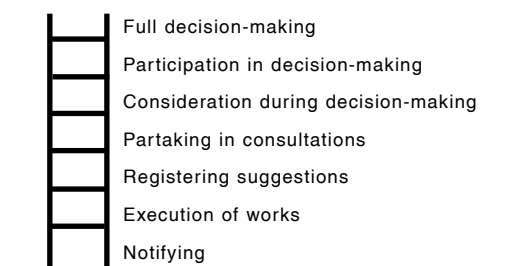 Full decision-making
Participation in decision-making
Consideration during decision-making
Partaking in consultations
Registering suggestions
Execution of works
Notifying